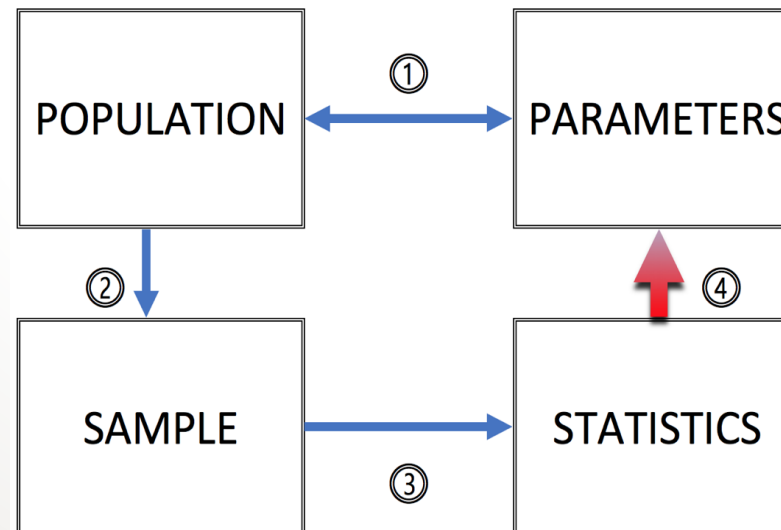 ①
POPULATION
PARAMETERS
②
④
SAMPLE
STATISTICS
③